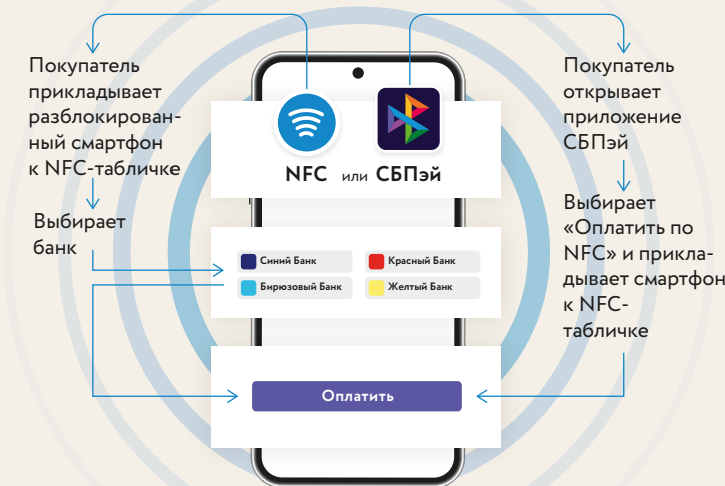 Покупатель
прикладывает
разблокирован-
ный смартфон
к NFC-табличке
Выбирает
банк
NFC или СБПэй
Синий Банк
Красный Банк
Бирюзовый Банк
Желтый Банк
Оплатить
Покупатель
открывает
приложение
СБПэй
Выбирает
«Оплатить по
NFC» и прикла-
дывает смартфон
к NFC-
табличке